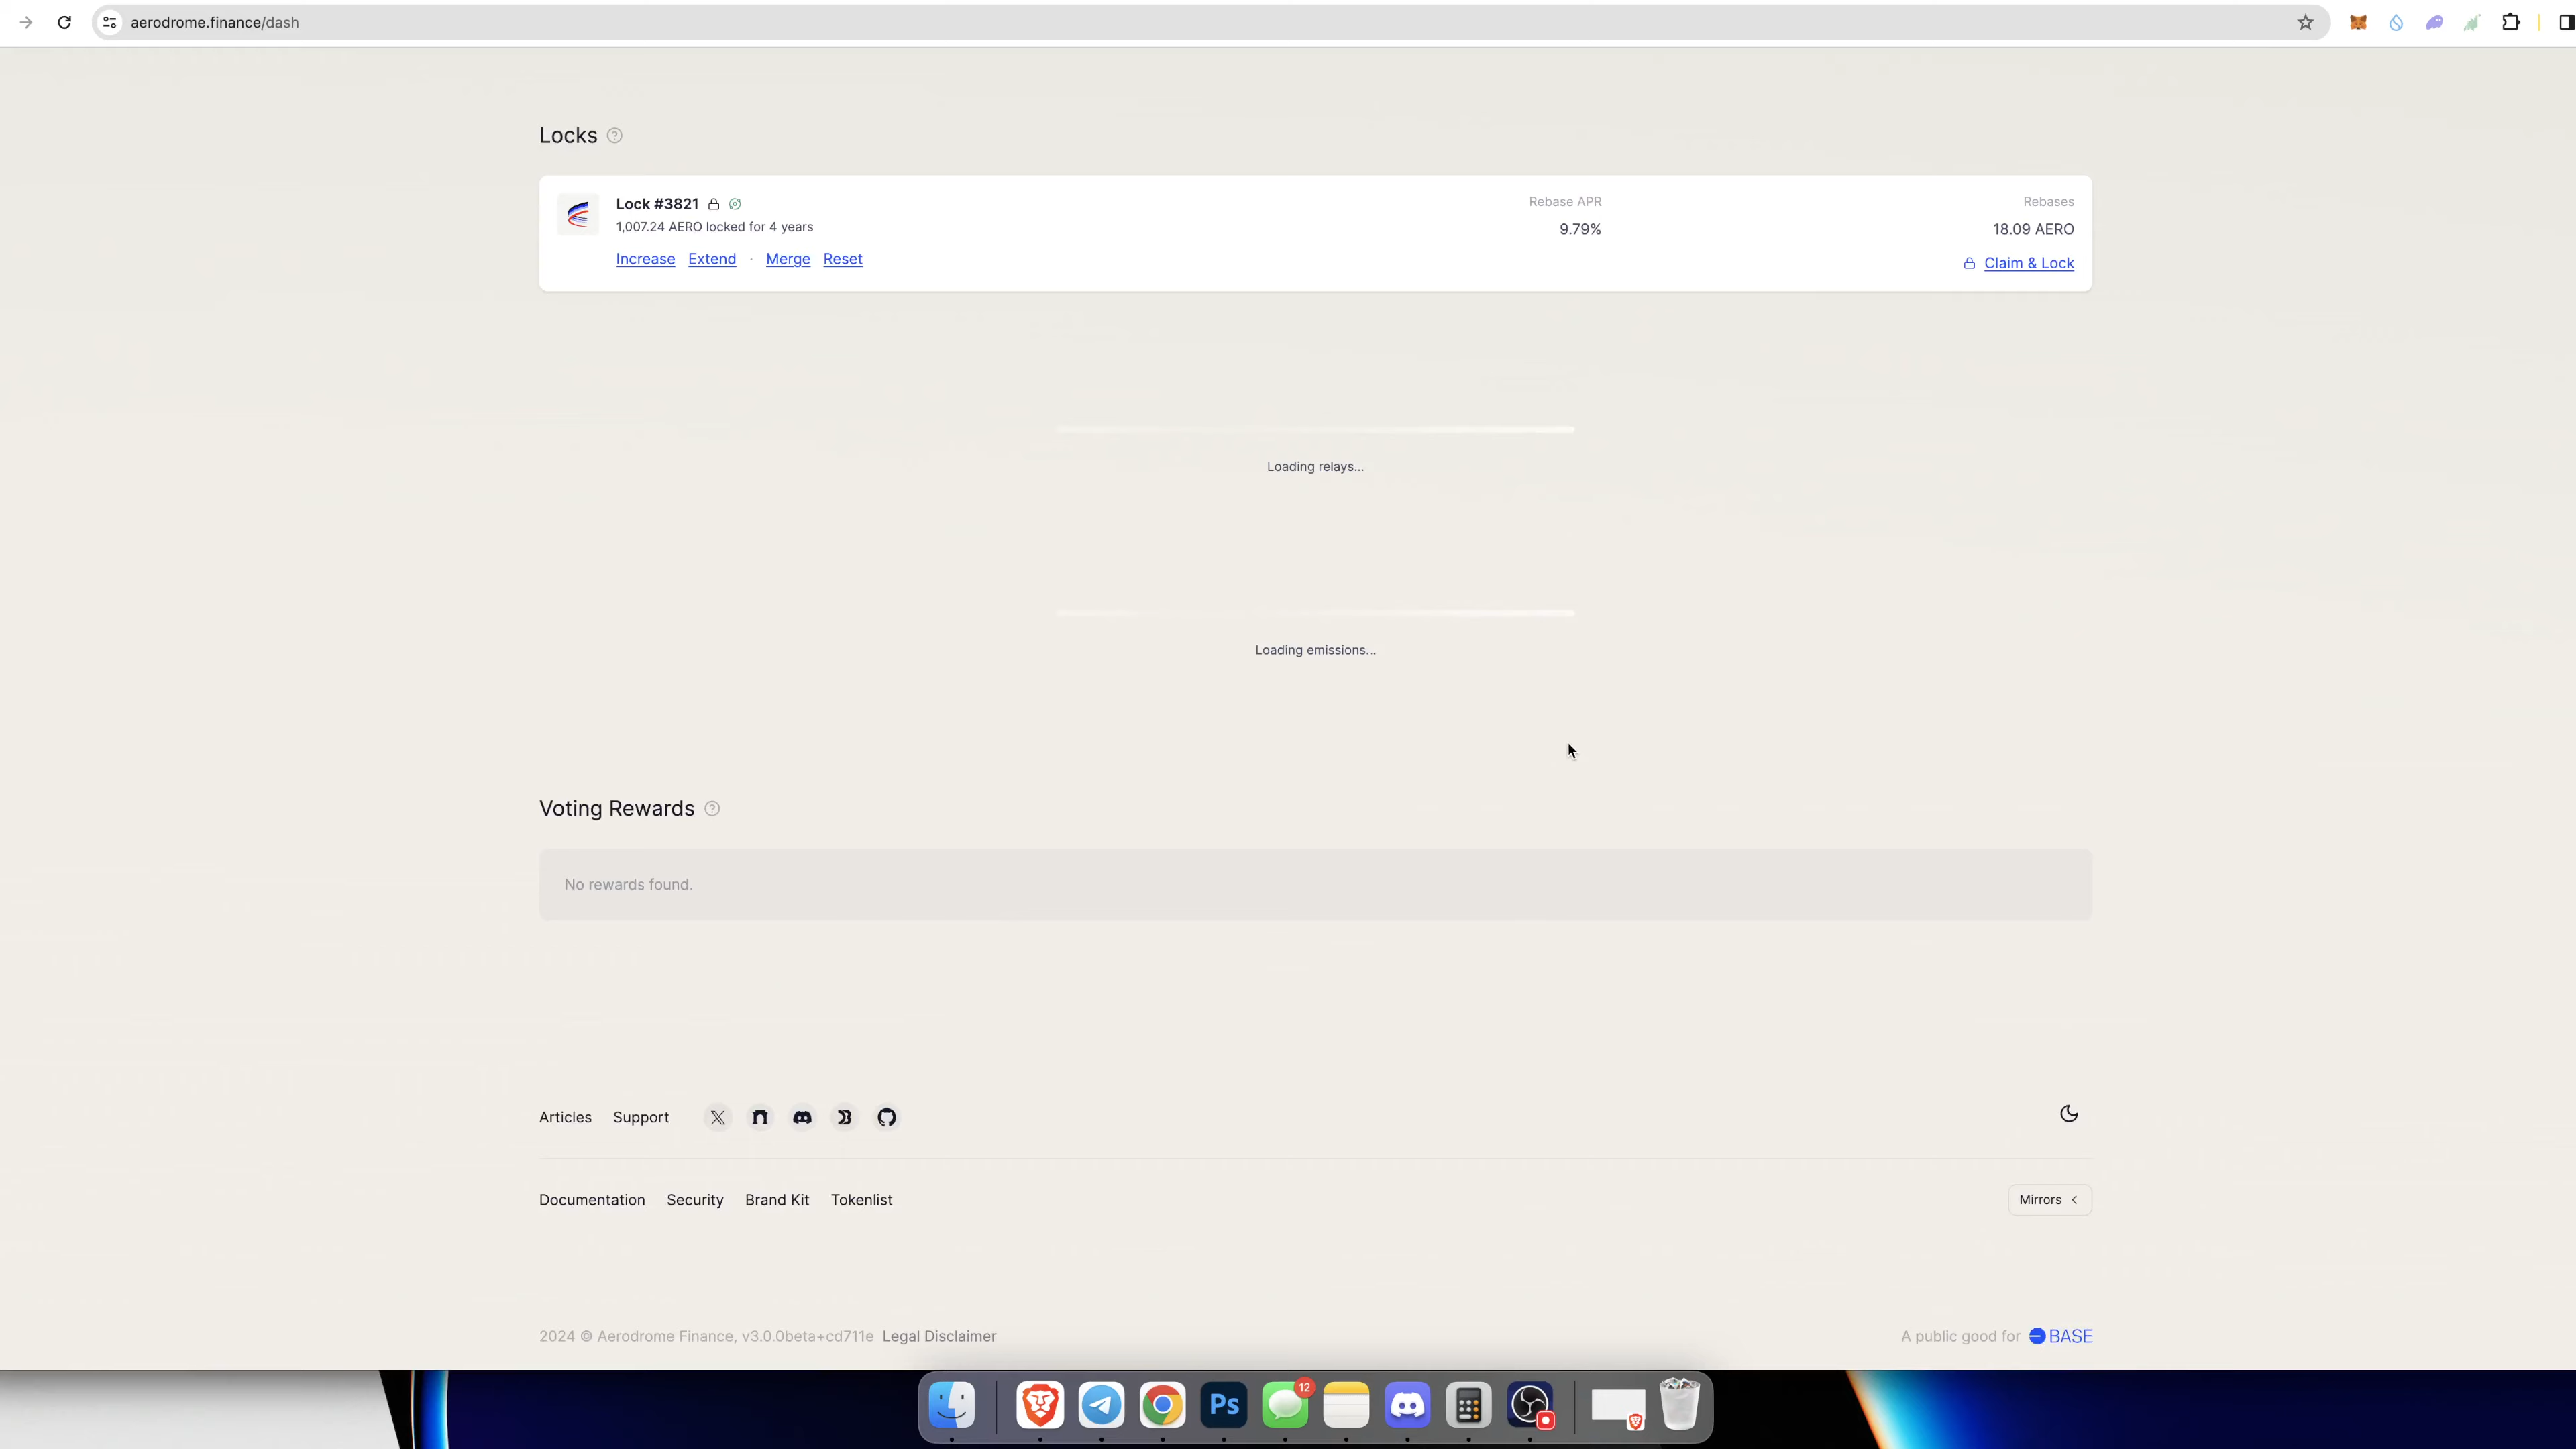 aerodrome.finance/dash
Locks
Lock #3821
Rebase APR
Rebases
1,007.24 AERO locked for 4 years
9.79%
18.09 AERO
Increase Extend · Merge Reset
Claim & Lock
Loading relays...
Loading emissions...
Voting Rewards
No rewards found.
Articles Support
Documentation Security Brand Kit Tokenlist
Mirrors
2024 © Aerodrome Finance, v3.0.0beta+cd711e Legal Disclaimer
A public good for BASE
Ps
12